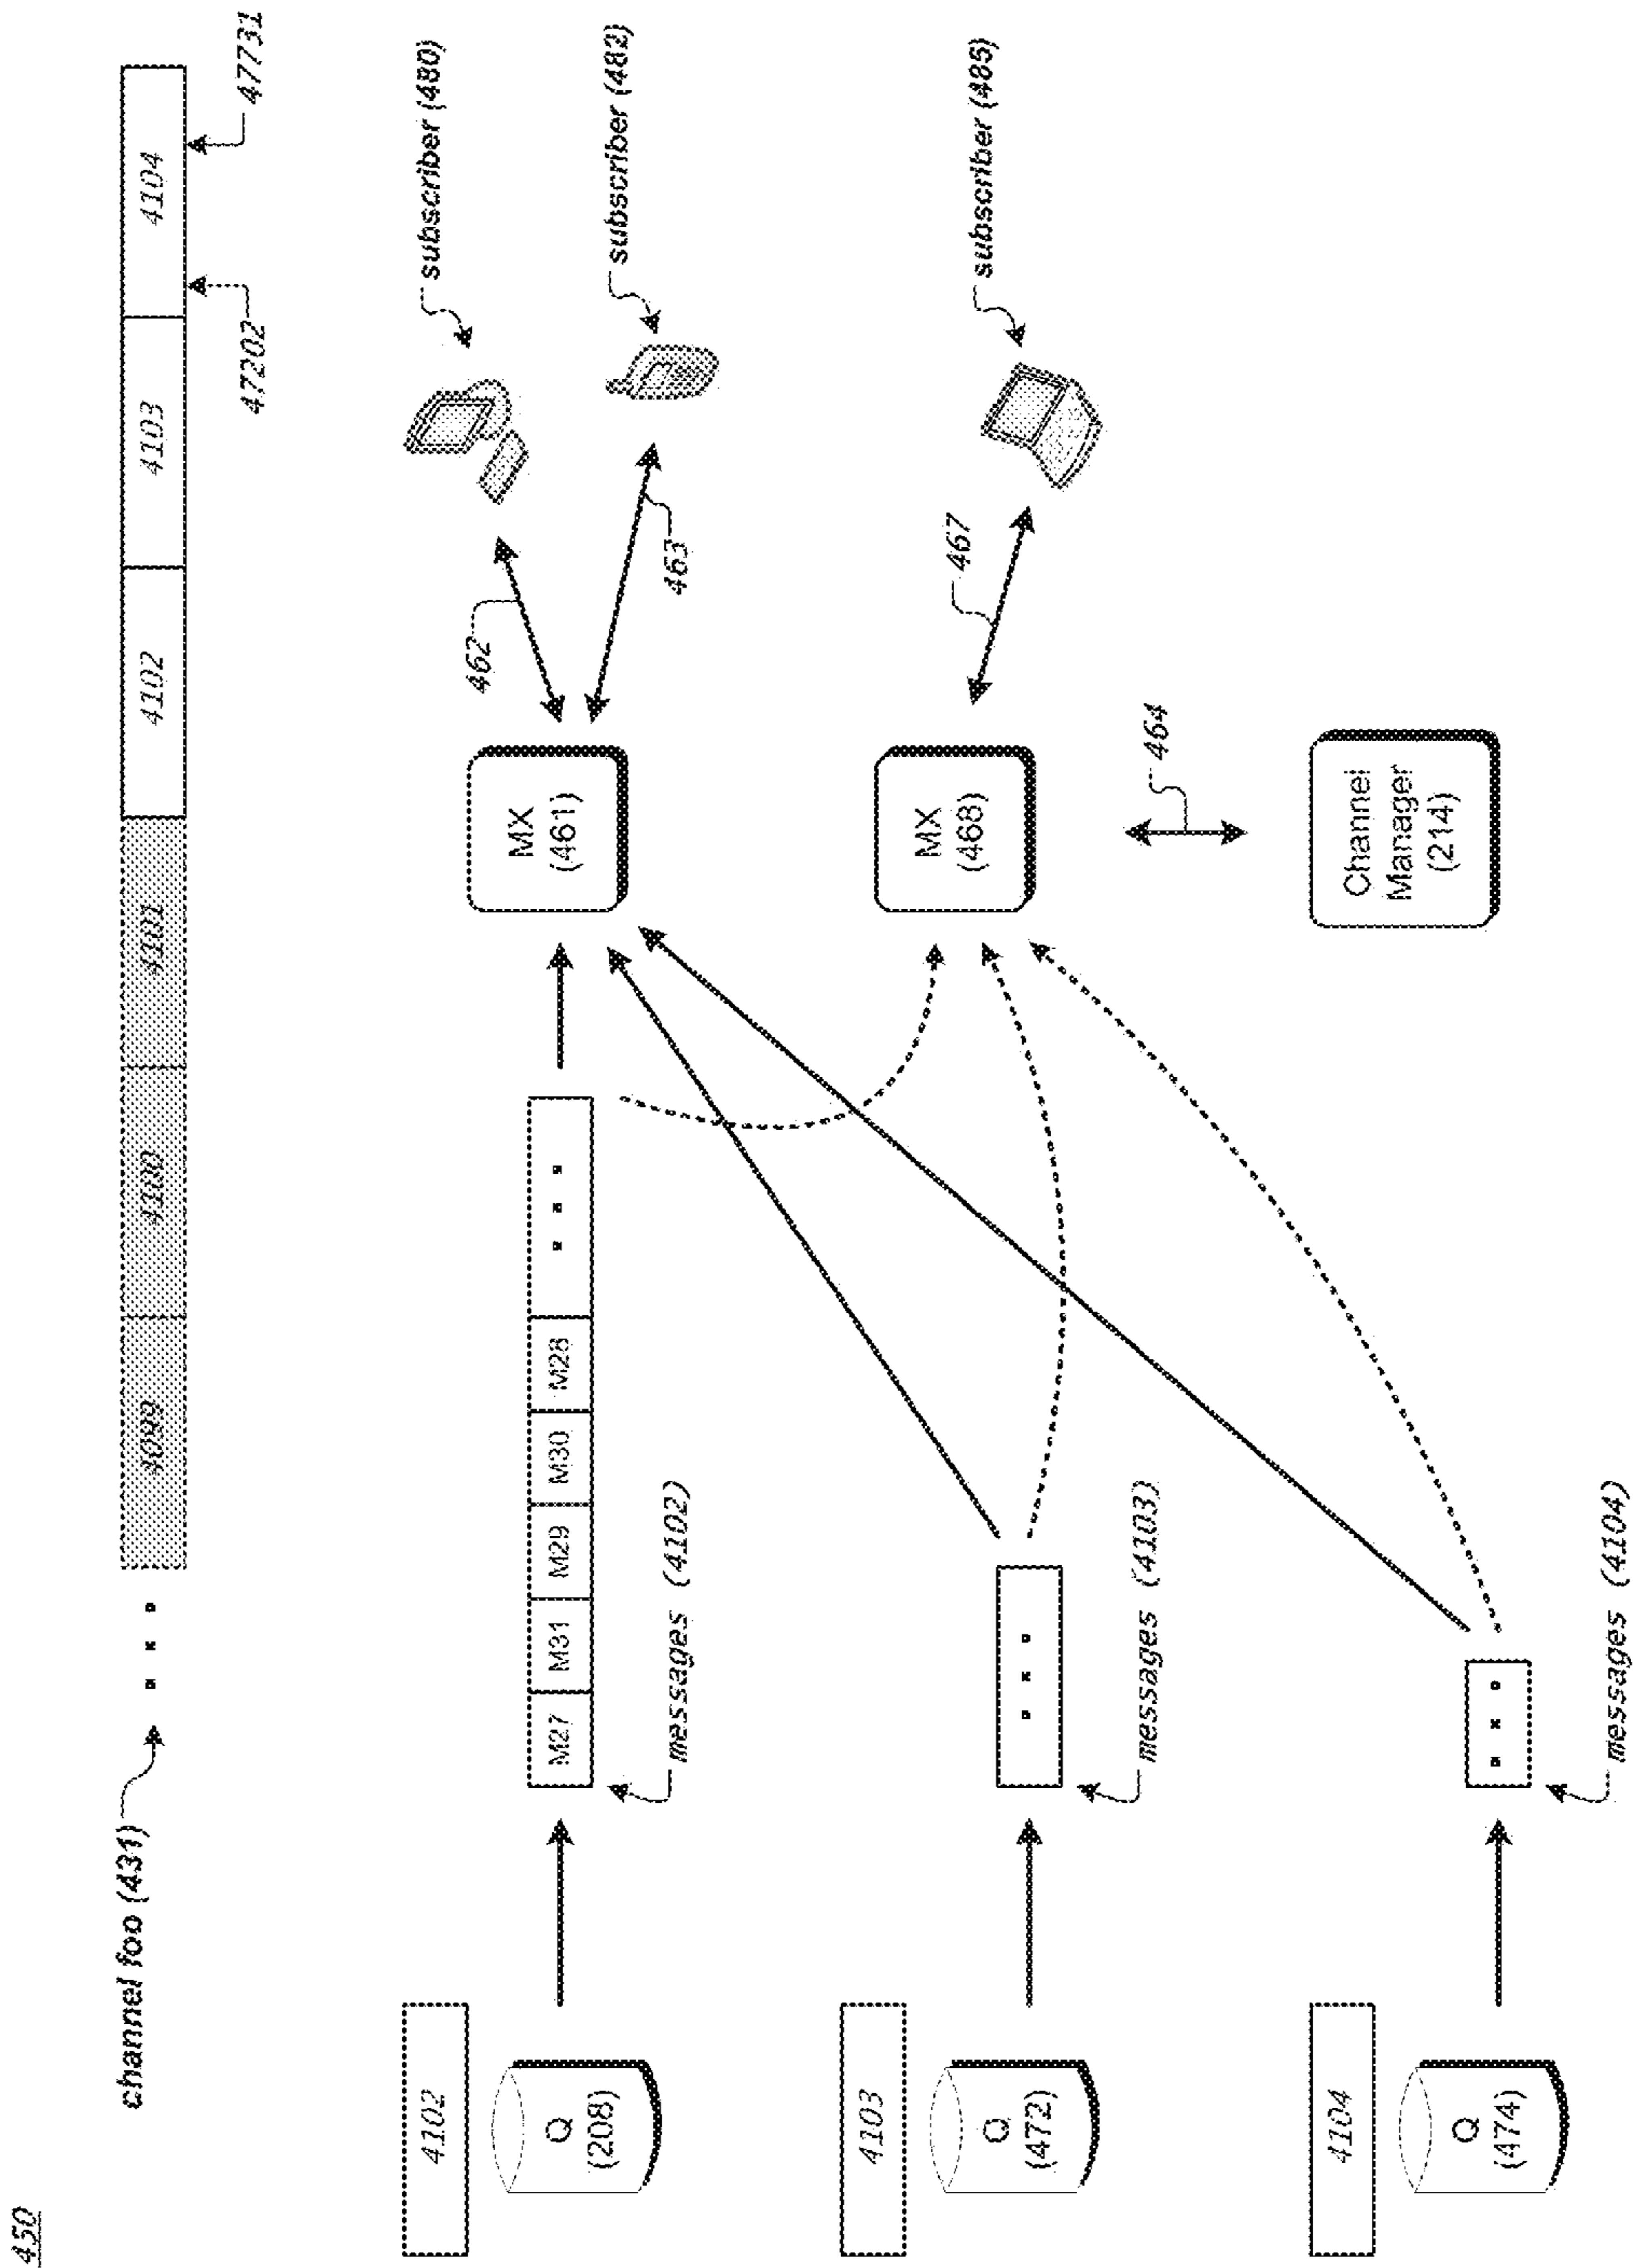 450
channel foo (431)
4099
4100
4101
4102
4103
4104
47202
47731
4102
Q
(208)
M27
M31
M29
M30
M28
messages (4102)
MX
(461)
462
463
subscriber (480)
subscriber (482)
4103
Q
(472)
messages (4103)
MX
(468)
467
subscriber (485)
464
4104
Q
(474)
messages (4104)
Channel
Manager
(214)